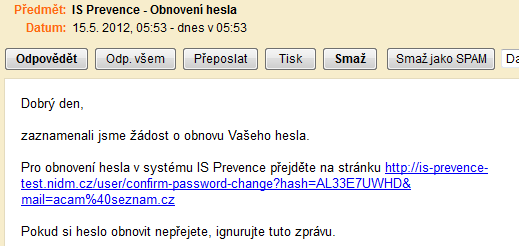 Předmět: IS Prevence - Obnovení hesla
Datum: 15.5. 2012, 05:53 - dnes v 05:53
Odpovědět Odp. všem Přeposlat Tisk Smaž Smaž jako SPAM Da
Dobrý den,
zaznamenali jsme žádost o obnovu Vašeho hesla.
Pro obnovení hesla v systému IS Prevence přejděte na stránku http://is-prevence-
test.nidm.cz/user/confirm-password-change?hash=AL33E7UWHD&
mail=acam%40seznam.cz
Pokud si heslo obnovit nepřejete, ignurujte tuto zprávu.